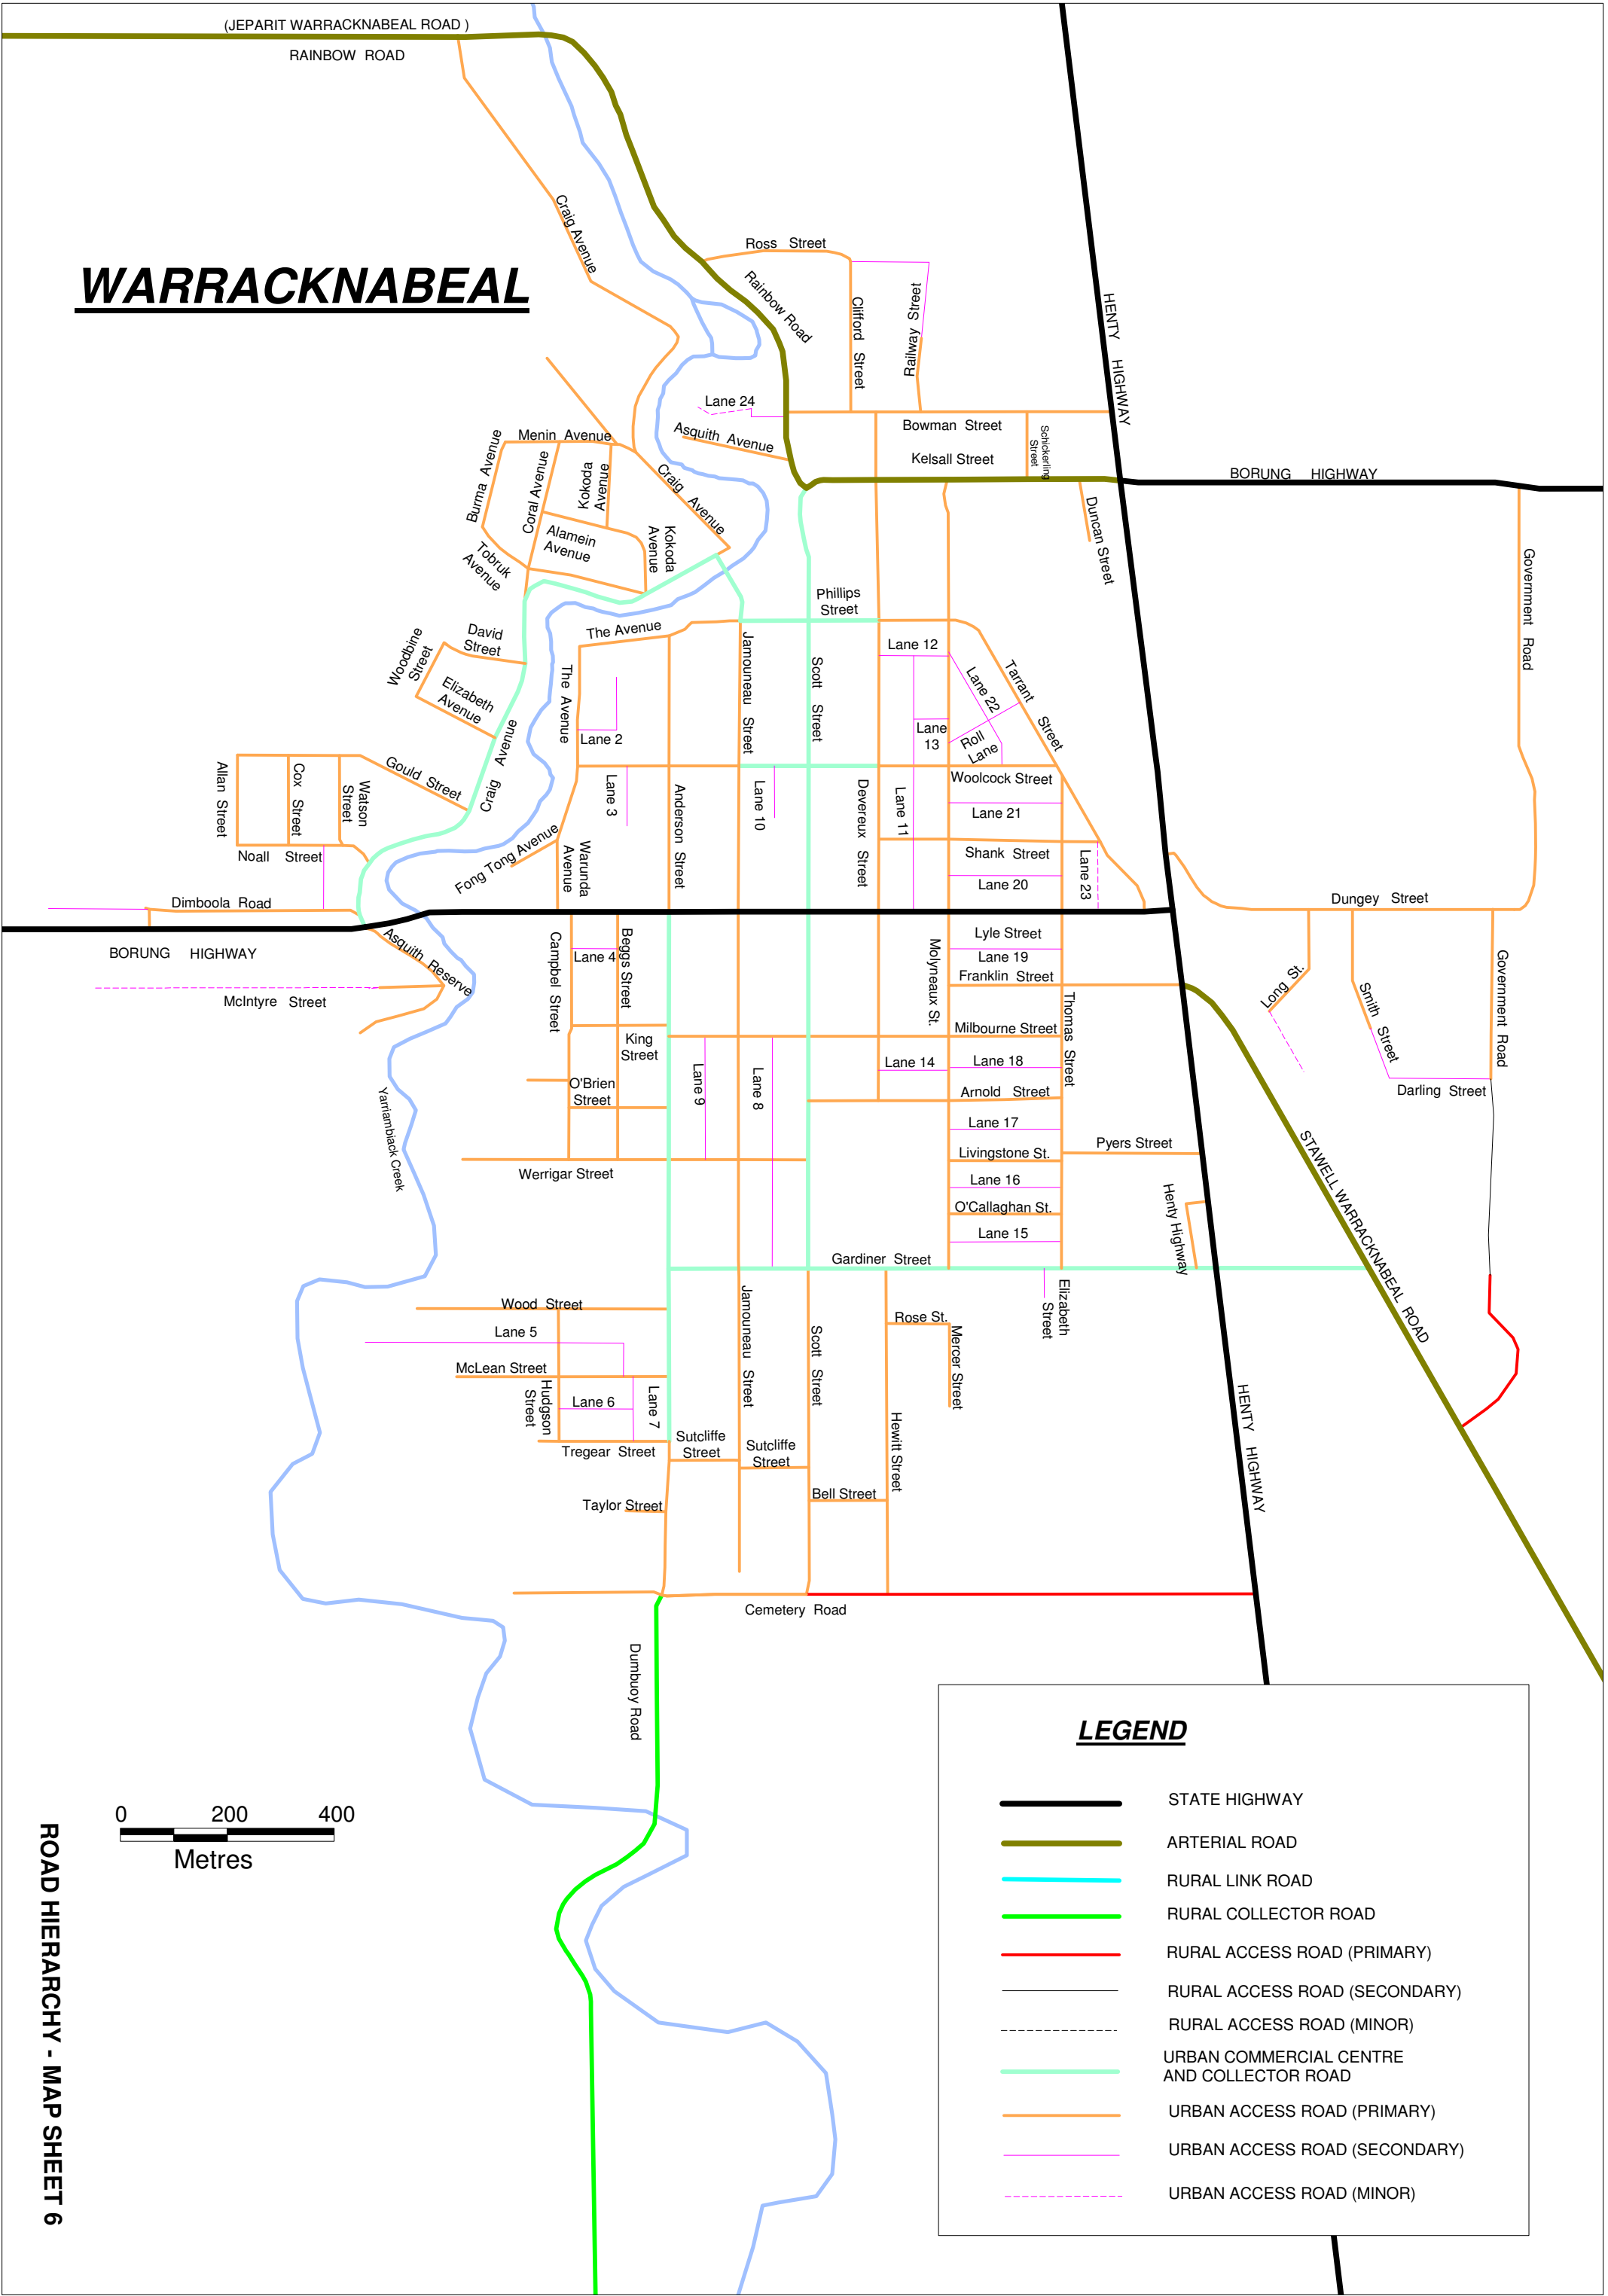 (JEPARIT WARRACKNABEAL ROAD )
RAINBOW ROAD
WARRACKNABEAL
Craig Avenue
Ross Street
Rainbow Road
Clifford Street
Railway Street
HENTY HIGHWAY
Lane 24
Asquith Avenue
Bowman Street
Kelsall Street
Schickerling
Street
BORUNG HIGHWAY
Menin Avenue
Burma Avenue
Coral Avenue
Kokoda
Avenue
Craig Avenue
Alamein
Avenue
Kokoda
Avenue
Tobruk
Avenue
Duncan Street
Government Road
Phillips
Street
David
Street
Woodbine
Street
Elizabeth
Avenue
The Avenue
The Avenue
Jamouneau Street
Scott Street
Lane 12
Lane 22
Tarrant Street
Lane 2
Lane
13
Roll
Lane
Craig Avenue
Gould Street
Allan Street
Cox Street
Watson
Street
Noall Street
Lane 3
Anderson Street
Lane 10
Devereux Street
Lane 11
Woolcock Street
Lane 21
Shank Street
Lane 20
Lane 23
Fong Tong Avenue
Warunda
Avenue
Dimboola Road
Dungey Street
BORUNG HIGHWAY
Asquith Reserve
McIntyre Street
Campbel Street
Lane 4
Beggs Street
Molyneaux St.
Lyle Street
Lane 19
Franklin Street
Thomas Street
Long St.
Smith Street
Government Road
Darling Street
King
Street
Milbourne Street
Lane 9
Lane 8
Lane 14
Lane 18
O'Brien
Street
Arnold Street
Yarriambiack Creek
Lane 17
Pyers Street
Livingstone St.
Werrigar Street
Lane 16
O'Callaghan St.
Lane 15
Henty Highway
STAWELL WARRACKNABEAL ROAD
Gardiner Street
Wood Street
Lane 5
McLean Street
Hudgson
Street
Lane 6
Lane 7
Jamouneau Street
Scott Street
Rose St.
Mercer Street
Elizabeth
Street
Hewitt Street
HENTY HIGHWAY
Tregear Street
Sutcliffe
Street
Sutcliffe
Street
Bell Street
Taylor Street
Cemetery Road
Dumbuoy Road
LEGEND
STATE HIGHWAY
ARTERIAL ROAD
RURAL LINK ROAD
RURAL COLLECTOR ROAD
RURAL ACCESS ROAD (PRIMARY)
RURAL ACCESS ROAD (SECONDARY)
RURAL ACCESS ROAD (MINOR)
URBAN COMMERCIAL CENTRE
AND COLLECTOR ROAD
URBAN ACCESS ROAD (PRIMARY)
URBAN ACCESS ROAD (SECONDARY)
URBAN ACCESS ROAD (MINOR)
0 200 400
Metres
ROAD HIERARCHY - MAP SHEET 6